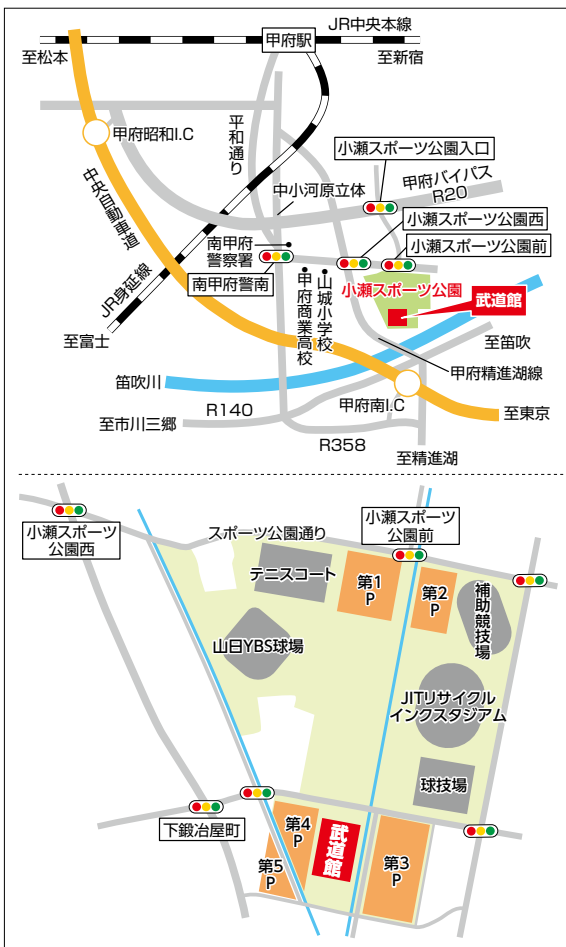 JR中央本線
甲府駅
至松本
至新宿
甲府昭和I.C
平和通り
小瀬スポーツ公園入口
甲府バイパス
R20
中央自動車道
中小河原立体
小瀬スポーツ公園西
南甲府
警察署
小瀬スポーツ公園前
南甲府警南
JR身延線
甲府商業高校
山城小学校
小瀬スポーツ公園
武道館
至富士
至笛吹
笛吹川
甲府精進湖線
R140
甲府南I.C
至市川三郷
至東京
R358
至精進湖
小瀬スポーツ
公園西
スポーツ公園通り
小瀬スポーツ
公園前
テニスコート
第1
P
第2
P
補助競技場
山日YBS球場
JITリサイクル
インクスタジアム
球技場
下鍛冶屋町
第4
P
武道館
第3
P
第5
P